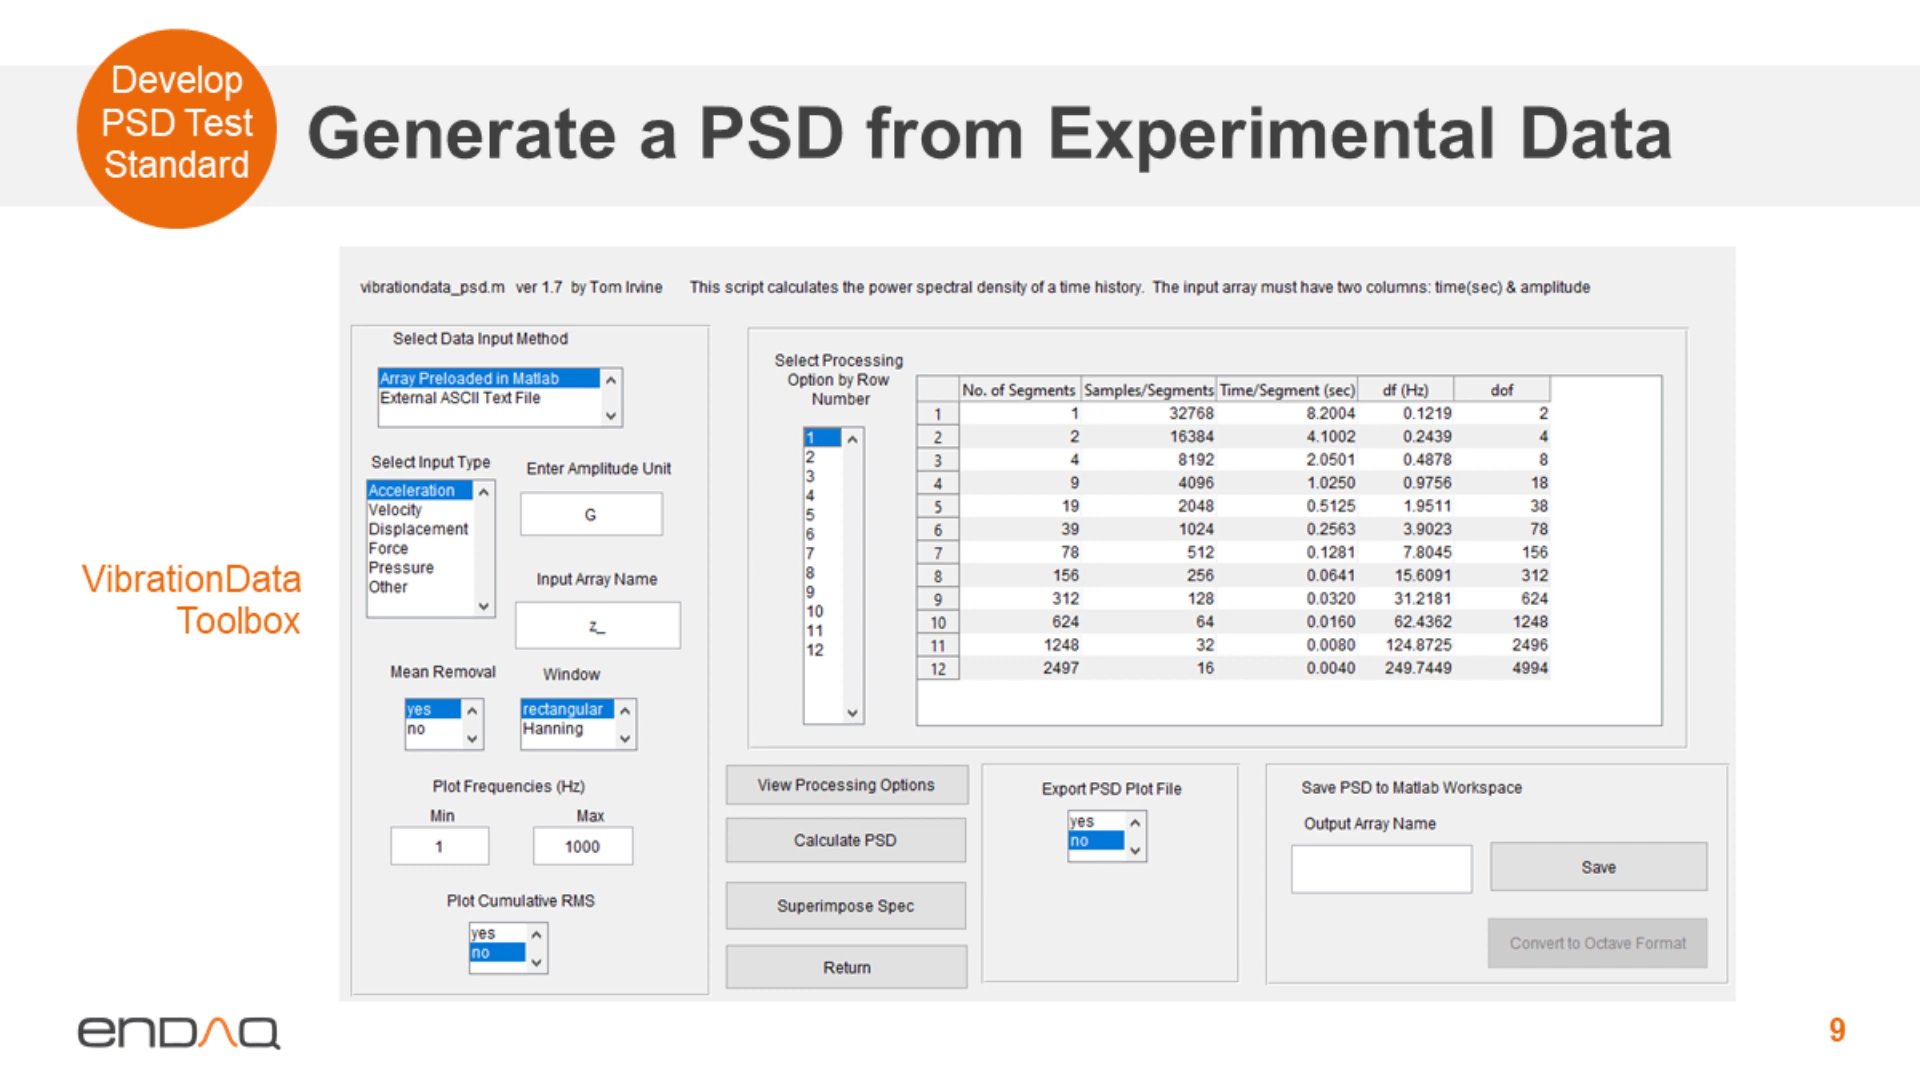 Develop
PSD Test
Standard
Generate a PSD from Experimental Data
VibrationData
Toolbox
vibrationdata_psd.m ver 1.7 by Tom Irvine This script calculates the power spectral density of a time history. The input array must have two columns: time(sec) & amplitude
Select Data Input Method
Array Preloaded in Matlab
External ASCII Text File
Select Input Type
Acceleration
Velocity
Displacement
Force
Pressure
Other
Enter Amplitude Unit
G
Input Array Name
z_
Mean Removal
yes
no
Window
rectangular
Hanning
Plot Frequencies (Hz)
Min Max
1 1000
Plot Cumulative RMS
yes
no
Select Processing
Option by Row
Number
1
2
3
4
5
6
7
8
9
10
11
12
No. of Segments Samples/Segments Time/Segment (sec) df (Hz) dof
1 1 32768 8.2004 0.1219 2
2 2 16384 4.1002 0.2439 4
3 4 8192 2.0501 0.4878 8
4 9 4096 1.0250 0.9756 18
5 19 2048 0.5125 1.9511 38
6 39 1024 0.2563 3.9023 78
7 78 512 0.1281 7.8045 156
8 156 256 0.0641 15.6091 312
9 312 128 0.0320 31.2181 624
10 624 64 0.0160 62.4362 1248
11 1248 32 0.0080 124.8725 2496
12 2497 16 0.0040 249.7449 4994
View Processing Options
Calculate PSD
Superimpose Spec
Return
Export PSD Plot File
yes
no
Save PSD to Matlab Workspace
Output Array Name
Save
Convert to Octave Format
enDAQ
9